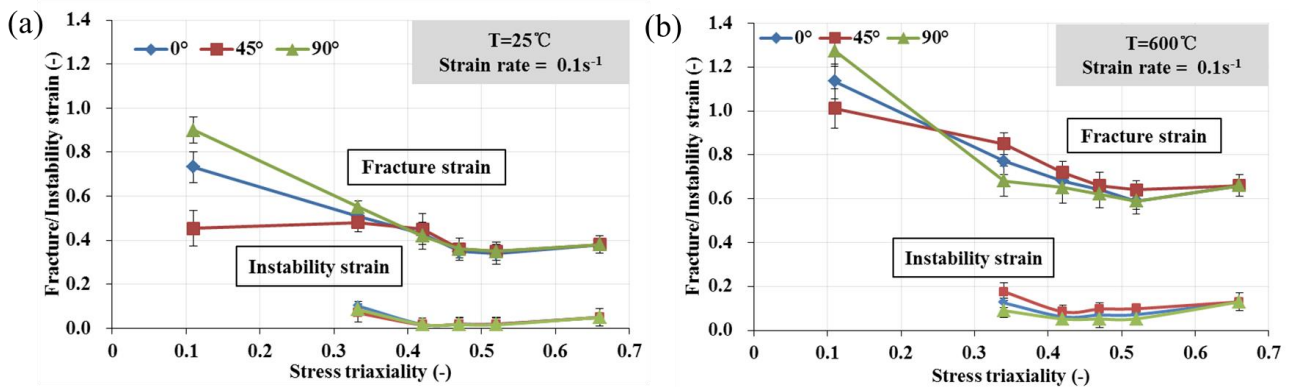 (a)
Fracture/Instability strain (-)
1.4
1.2
1.0
0.8
0.6
0.4
0.2
0.0
0° 45° 90°
T=25℃
Strain rate = 0.1s⁻¹
Fracture strain
Instability strain
0 0.1 0.2 0.3 0.4 0.5 0.6 0.7
Stress triaxiality (-)
(b)
Fracture/Instability strain (-)
1.4
1.2
1.0
0.8
0.6
0.4
0.2
0.0
0° 45° 90°
T=600℃
Strain rate = 0.1s⁻¹
Fracture strain
Instability strain
0 0.1 0.2 0.3 0.4 0.5 0.6 0.7
Stress triaxiality (-)